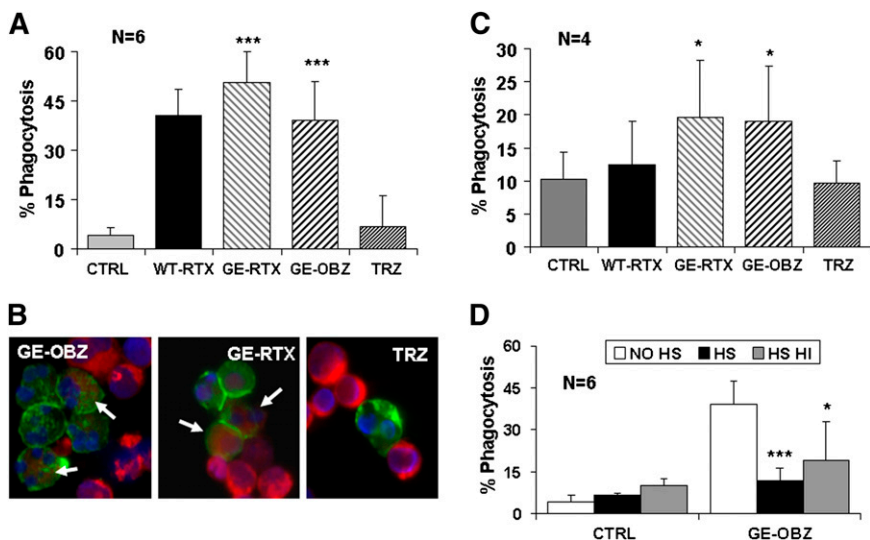 A
N=6
% Phagocytosis
60
45
30
15
0
***
***
CTRL WT-RTX GE-RTX GE-OBZ TRZ
B
GE-OBZ
GE-RTX
TRZ
C
N=4
% Phagocytosis
30
25
20
15
10
5
0
*
*
CTRL WT-RTX GE-RTX GE-OBZ TRZ
D
NO HS HS HS HI
N=6
% Phagocytosis
60
45
30
15
0
***
*
CTRL GE-OBZ